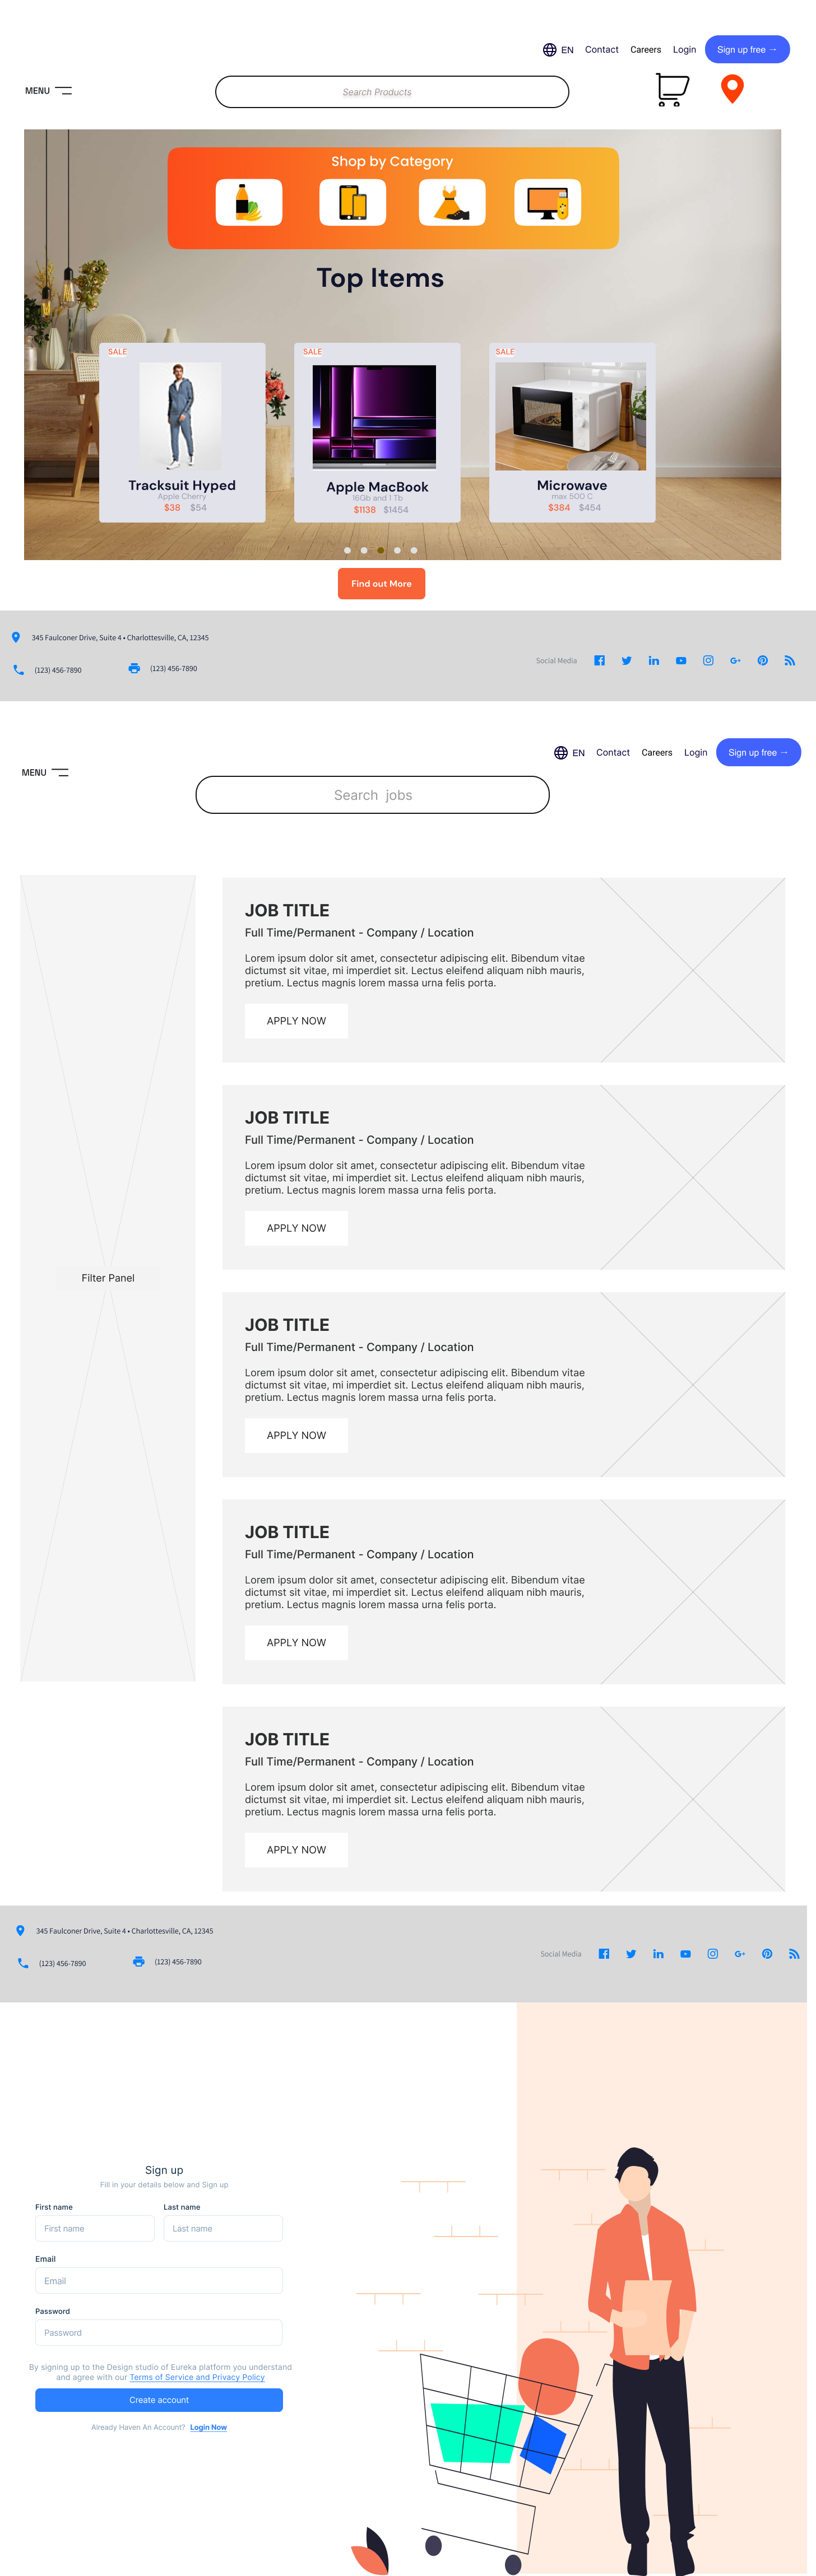 EN Contact Careers Login Sign up free →
MENU
Search Products
Shop by Category
Top Items
SALE
SALE
SALE
Tracksuit Hyped
Apple Cherry
$38 $54
Apple MacBook
16Gb and 1 Tb
$1138 $1454
Microwave
max 500 C
$384 $454
Find out More
345 Faulconer Drive, Suite 4 • Charlottesville, CA, 12345
(123) 456-7890 (123) 456-7890
Social Media
EN Contact Careers Login Sign up free →
MENU
Search jobs
Filter Panel
JOB TITLE
Full Time/Permanent - Company / Location
Lorem ipsum dolor sit amet, consectetur adipiscing elit. Bibendum vitae
dictumst sit vitae, mi imperdiet sit. Lectus eleifend aliquam nibh mauris,
pretium. Lectus magnis lorem massa urna felis porta.
APPLY NOW
JOB TITLE
Full Time/Permanent - Company / Location
Lorem ipsum dolor sit amet, consectetur adipiscing elit. Bibendum vitae
dictumst sit vitae, mi imperdiet sit. Lectus eleifend aliquam nibh mauris,
pretium. Lectus magnis lorem massa urna felis porta.
APPLY NOW
JOB TITLE
Full Time/Permanent - Company / Location
Lorem ipsum dolor sit amet, consectetur adipiscing elit. Bibendum vitae
dictumst sit vitae, mi imperdiet sit. Lectus eleifend aliquam nibh mauris,
pretium. Lectus magnis lorem massa urna felis porta.
APPLY NOW
JOB TITLE
Full Time/Permanent - Company / Location
Lorem ipsum dolor sit amet, consectetur adipiscing elit. Bibendum vitae
dictumst sit vitae, mi imperdiet sit. Lectus eleifend aliquam nibh mauris,
pretium. Lectus magnis lorem massa urna felis porta.
APPLY NOW
JOB TITLE
Full Time/Permanent - Company / Location
Lorem ipsum dolor sit amet, consectetur adipiscing elit. Bibendum vitae
dictumst sit vitae, mi imperdiet sit. Lectus eleifend aliquam nibh mauris,
pretium. Lectus magnis lorem massa urna felis porta.
APPLY NOW
345 Faulconer Drive, Suite 4 • Charlottesville, CA, 12345
(123) 456-7890 (123) 456-7890
Social Media
Sign up
Fill in your details below and Sign up
First name Last name
First name Last name
Email
Email
Password
Password
By signing up to the Design studio of Eureka platform you understand
and agree with our Terms of Service and Privacy Policy
Create account
Already Haven An Account? Login Now